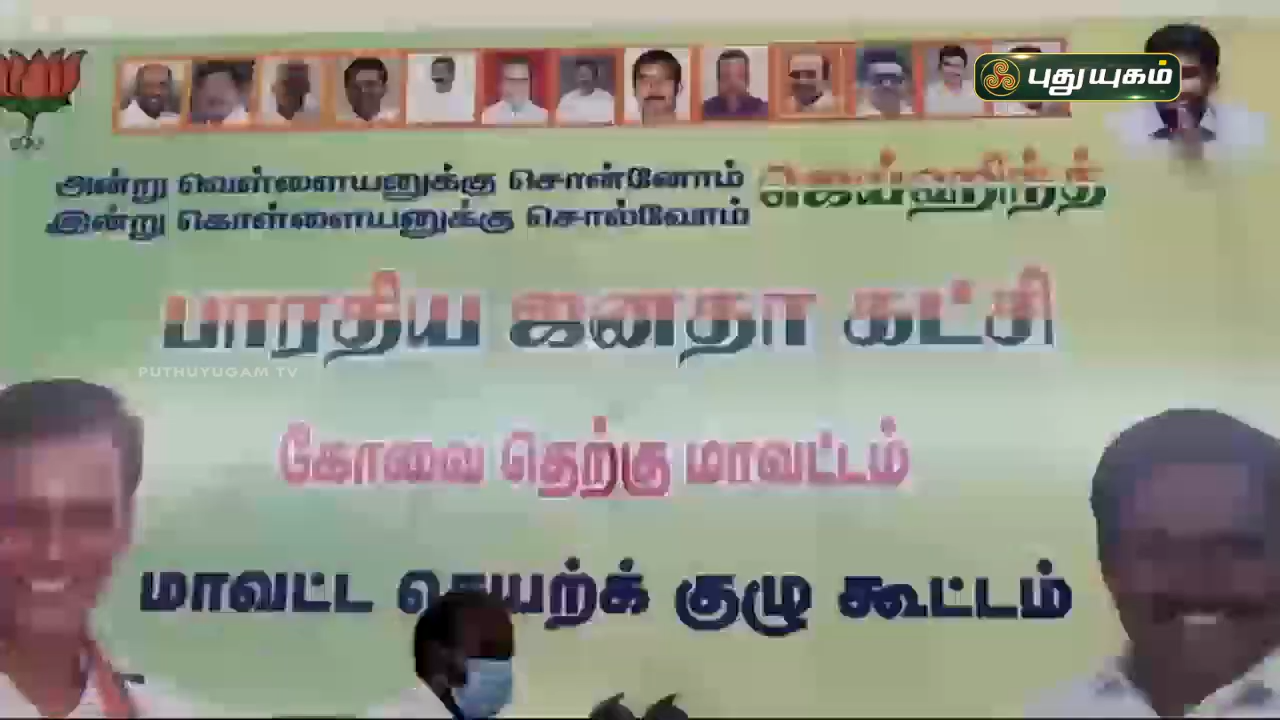 புதுயுகம்
அன்று வெள்ளையனுக்கு சொன்னோம் ஜெய்ஹிந்த்
இன்று கொள்ளையனுக்கு சொல்வோம்
பாரதிய ஜனதா கட்சி
PUTHUYUGAM TV
கோவை தெற்கு மாவட்டம்
மாவட்ட செயற்க் குழு கூட்டம்